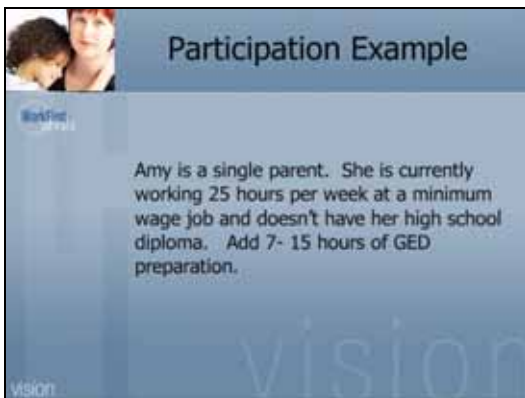 Participation Example
WorkFirst
Amy is a single parent.  She is currently
working 25 hours per week at a minimum
wage job and doesn't have her high school
diploma.   Add 7- 15 hours of GED
preparation.
vision
vision